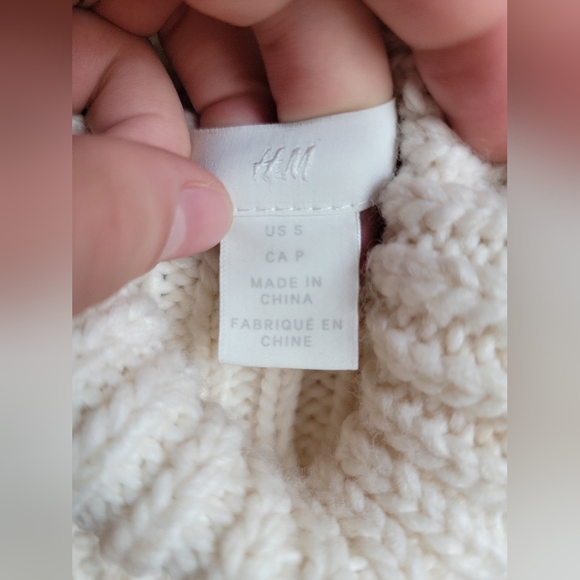 H&M
US S
CA P
MADE IN
CHINA
FABRIQUÉ EN
CHINE